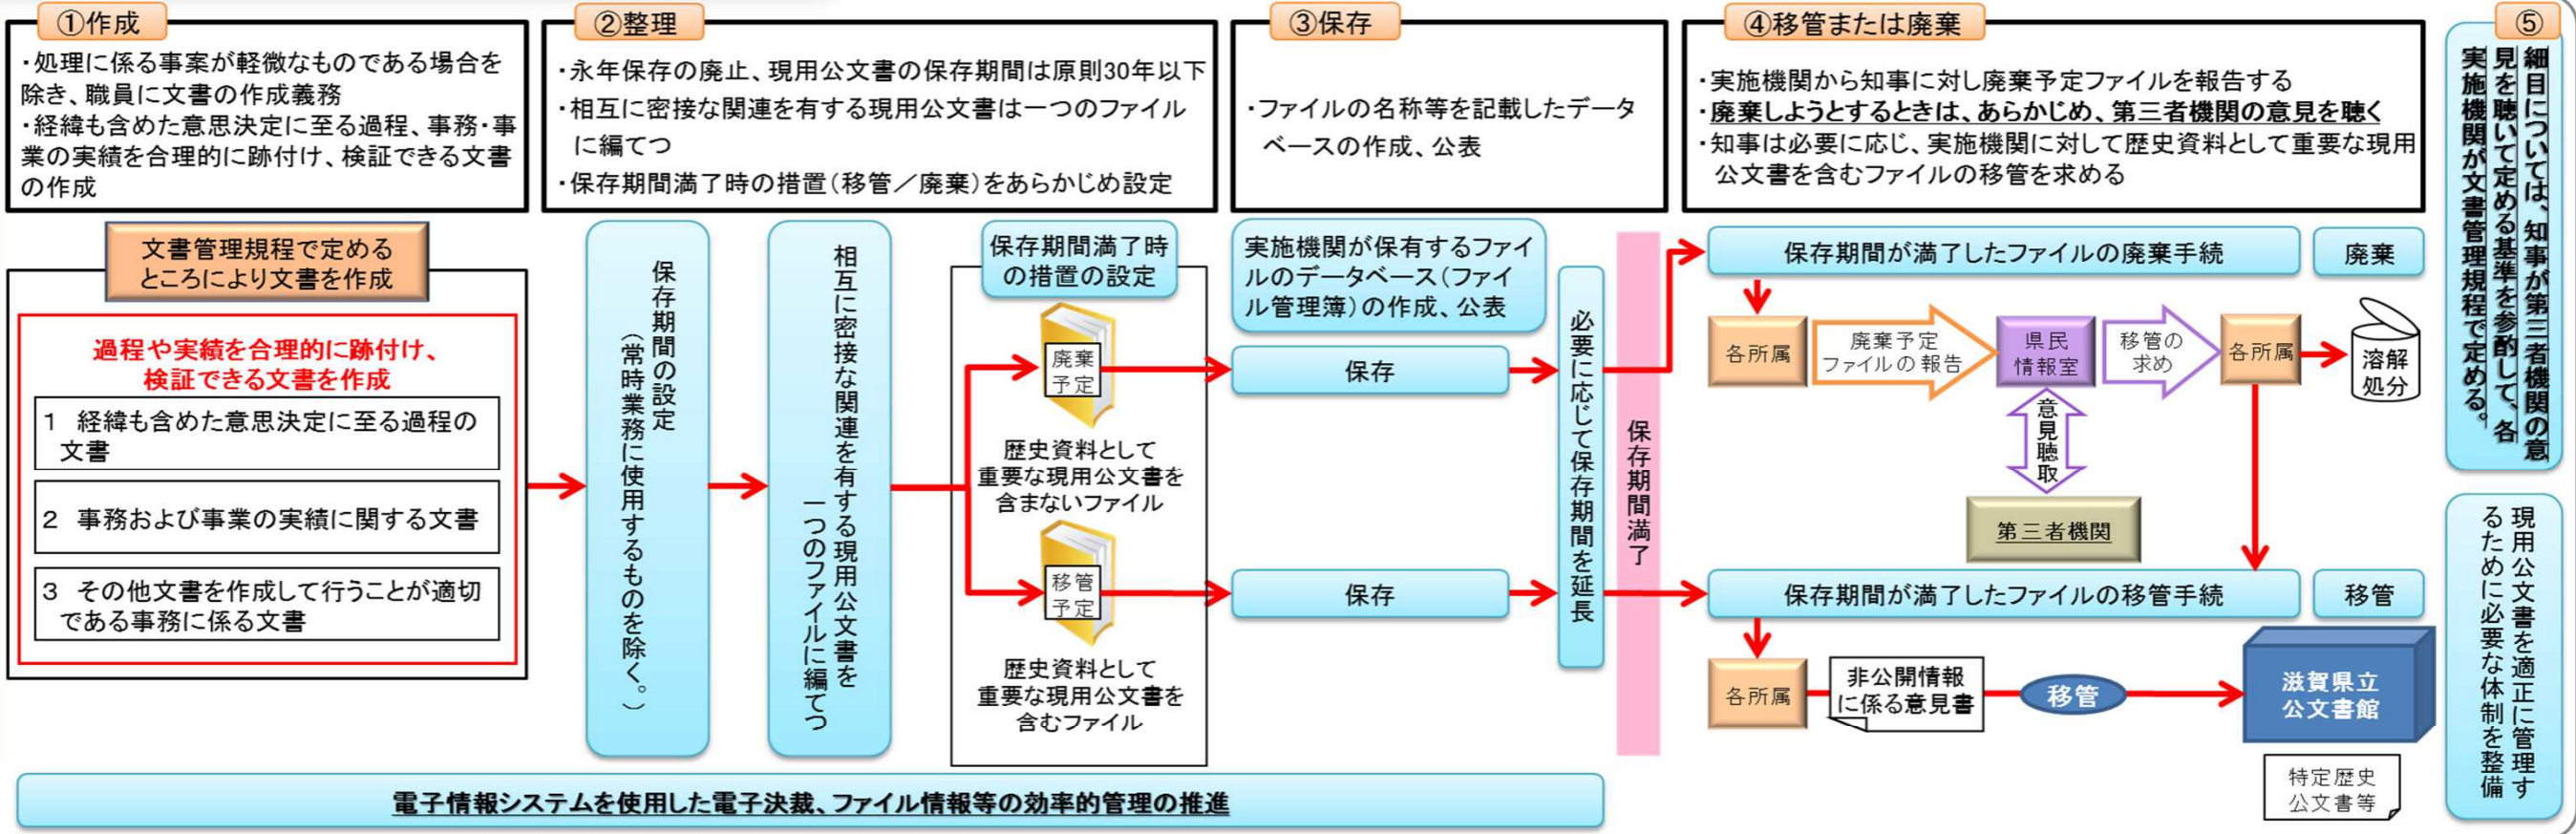 ①作成
・処理に係る事案が軽微なものである場合を
除き、職員に文書の作成義務
・経緯も含めた意思決定に至る過程、事務・事
業の実績を合理的に跡付け、検証できる文書
の作成
②整理
・永年保存の廃止、現用公文書の保存期間は原則30年以下
・相互に密接な関連を有する現用公文書は一つのファイル
に編てつ
・保存期間満了時の措置(移管／廃棄)をあらかじめ設定
③保存
・ファイルの名称等を記載したデータ
ベースの作成、公表
④移管または廃棄
・実施機関から知事に対し廃棄予定ファイルを報告する
・廃棄しようとするときは、あらかじめ、第三者機関の意見を聴く
・知事は必要に応じ、実施機関に対して歴史資料として重要な現用
公文書を含むファイルの移管を求める
⑤
細目については、知事が第三者機関の意
見を聴いて定める基準を参酌して、各
実施機関が文書管理規程で定める。
文書管理規程で定める
ところにより文書を作成
過程や実績を合理的に跡付け、
検証できる文書を作成
1　経緯も含めた意思決定に至る過程の
文書
2　事務および事業の実績に関する文書
3　その他文書を作成して行うことが適切
である事務に係る文書
保存期間の設定
（常時業務に使用するものを除く。）
相互に密接な関連を有する現用公文書を
一つのファイルに編てつ
保存期間満了時
の措置の設定
廃棄
予定
歴史資料として
重要な現用公文書を
含まないファイル
移管
予定
歴史資料として
重要な現用公文書を
含むファイル
実施機関が保有するファイ
ルのデータベース(ファイ
ル管理簿)の作成、公表
保存
保存
必要に応じて保存期間を延長
保存期間満了
保存期間が満了したファイルの廃棄手続
廃棄
各所属
廃棄予定
ファイルの報告
県民
情報室
移管の
求め
各所属
溶解
処分
意見聴取
第三者機関
保存期間が満了したファイルの移管手続
移管
各所属
非公開情報
に係る意見書
移管
滋賀県立
公文書館
特定歴史
公文書等
現用公文書を適正に管理す
るために必要な体制を整備
電子情報システムを使用した電子決裁、ファイル情報等の効率的管理の推進